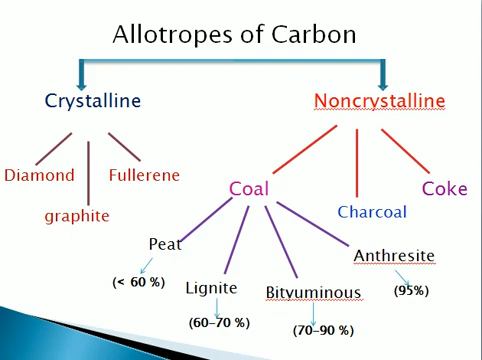 Allotropes of Carbon
Crystalline
Noncrystalline
Diamond
Fullerene
graphite
Coal
Coke
Charcoal
Peat
Anthresite
(< 60 %)
Lignite
Bityuminous
(95%)
(60-70 %)
(70-90 %)